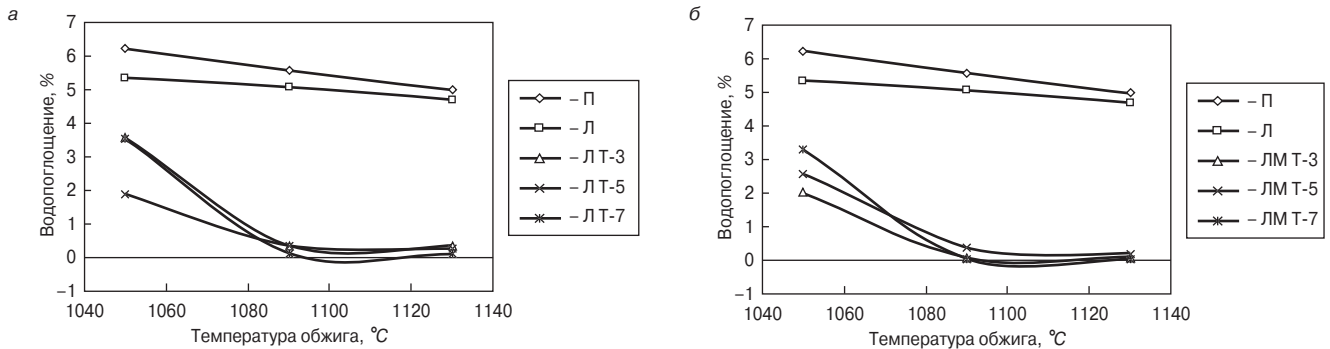 а
Водопоглощение, %
7
6
5
4
3
2
1
0
–1
1040 1060 1080 1100 1120 1140
Температура обжига, °C
– П
– Л
– Л Т-3
– Л Т-5
– Л Т-7
б
Водопоглощение, %
7
6
5
4
3
2
1
0
–1
1040 1060 1080 1100 1120 1140
Температура обжига, °C
– П
– Л
– ЛМ Т-3
– ЛМ Т-5
– ЛМ Т-7